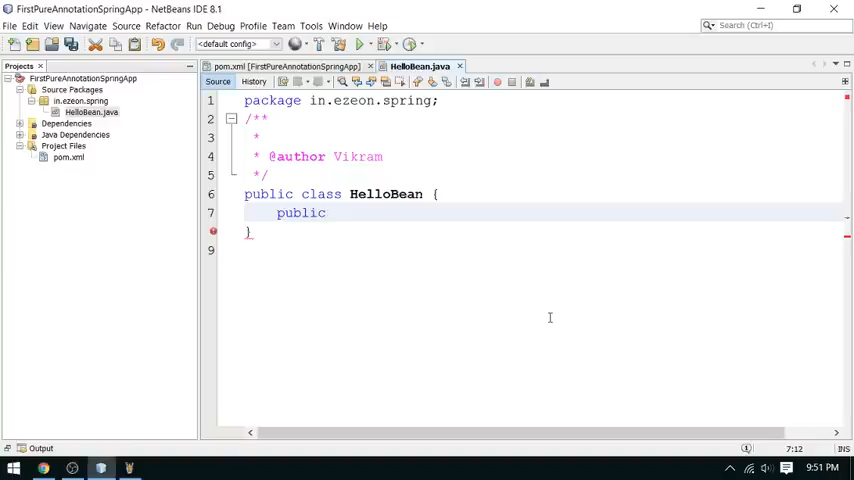 FirstPureAnnotationSpringApp - NetBeans IDE 8.1
File Edit View Navigate Source Refactor Run Debug Profile Team Tools Window Help
Search (Ctrl+I)
<default config>
Projects
pom.xml [FirstPureAnnotationSpringApp]
HelloBean.java
FirstPureAnnotationSpringApp
Source Packages
in.ezeon.spring
HelloBean.java
Dependencies
Java Dependencies
Project Files
pom.xml
Source History
1 package in.ezeon.spring;
2 /**
3 *
4 * @author Vikram
5 */
6 public class HelloBean {
7 public
}
9
Output
7:12
INS
9:51 PM